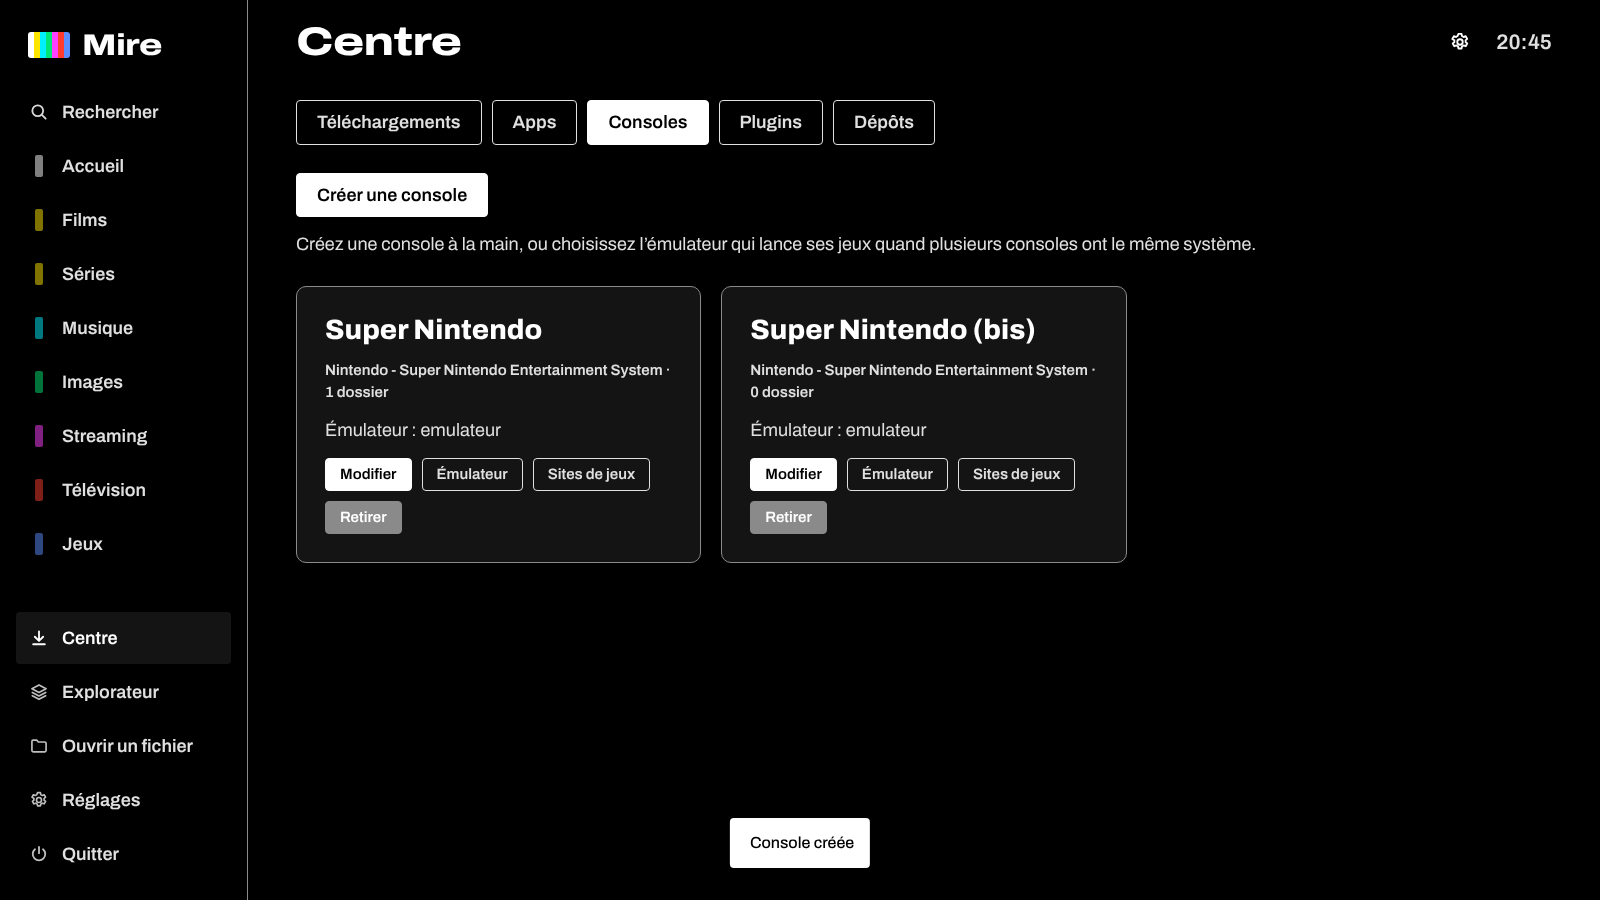 Mire
Rechercher
Accueil
Films
Séries
Musique
Images
Streaming
Télévision
Jeux
Centre
Explorateur
Ouvrir un fichier
Réglages
Quitter
Centre
20:45
Téléchargements
Apps
Consoles
Plugins
Dépôts
Créer une console
Créez une console à la main, ou choisissez l’émulateur qui lance ses jeux quand plusieurs consoles ont le même système.
Super Nintendo
Nintendo - Super Nintendo Entertainment System ·
1 dossier
Émulateur : emulateur
Modifier
Émulateur
Sites de jeux
Retirer
Super Nintendo (bis)
Nintendo - Super Nintendo Entertainment System ·
0 dossier
Émulateur : emulateur
Modifier
Émulateur
Sites de jeux
Retirer
Console créée